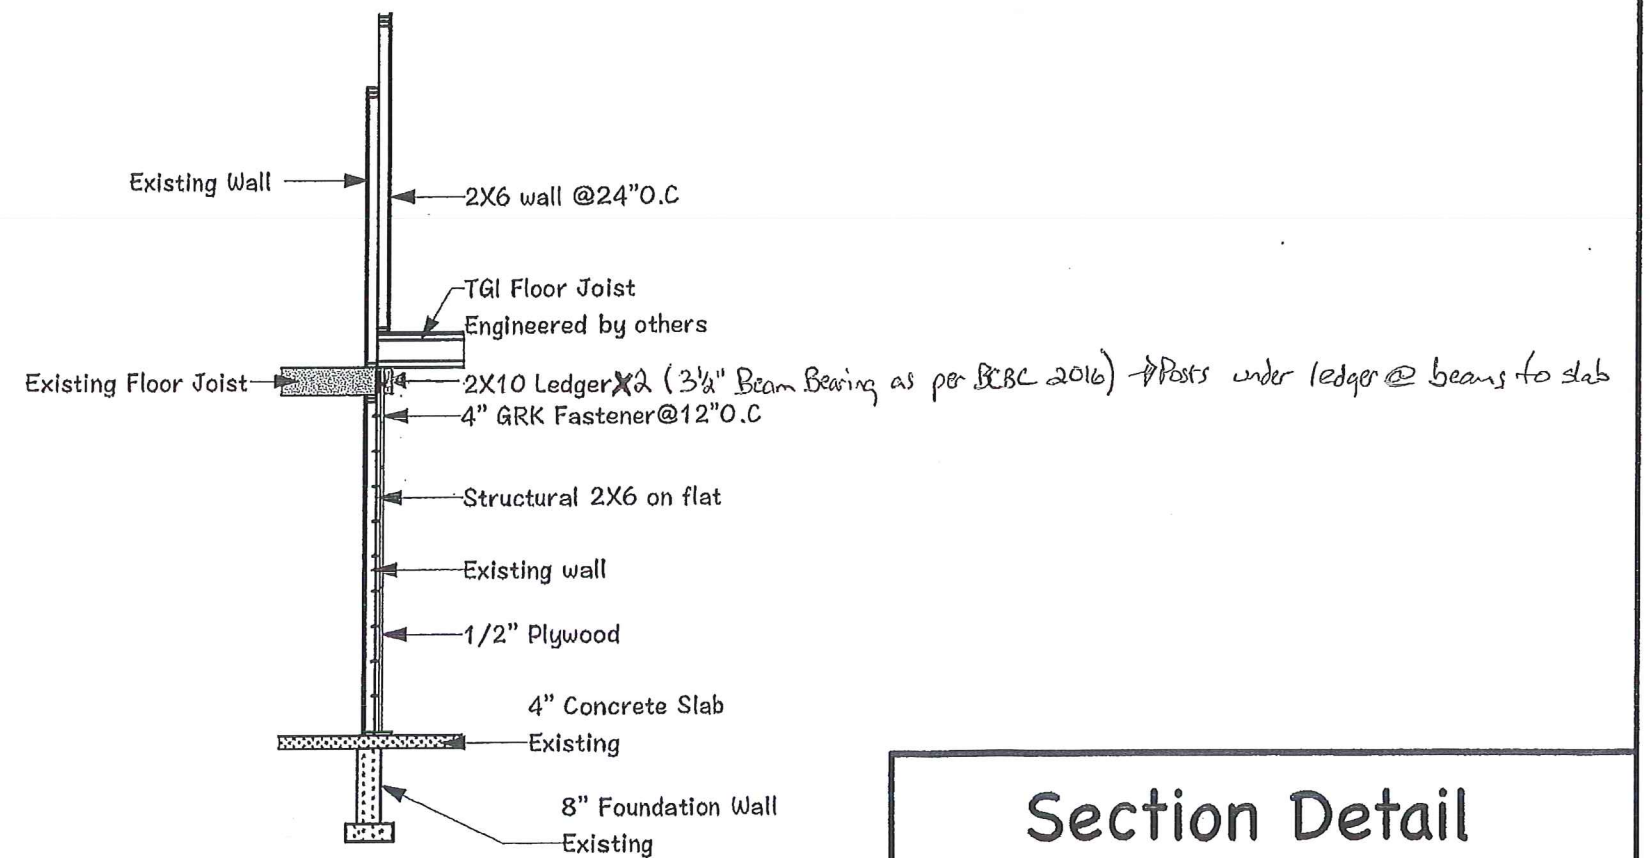 Existing Wall
2X6 wall @24"O.C
TGI Floor Joist
Engineered by others
Existing Floor Joist
2X10 Ledger X2 (3½" Beam Bearing as per BCBC 2016) → Posts under ledger @ beams to slab
4" GRK Fastener@12"O.C
Structural 2X6 on flat
Existing wall
1/2" Plywood
4" Concrete Slab
Existing
8" Foundation Wall
Existing
Section Detail